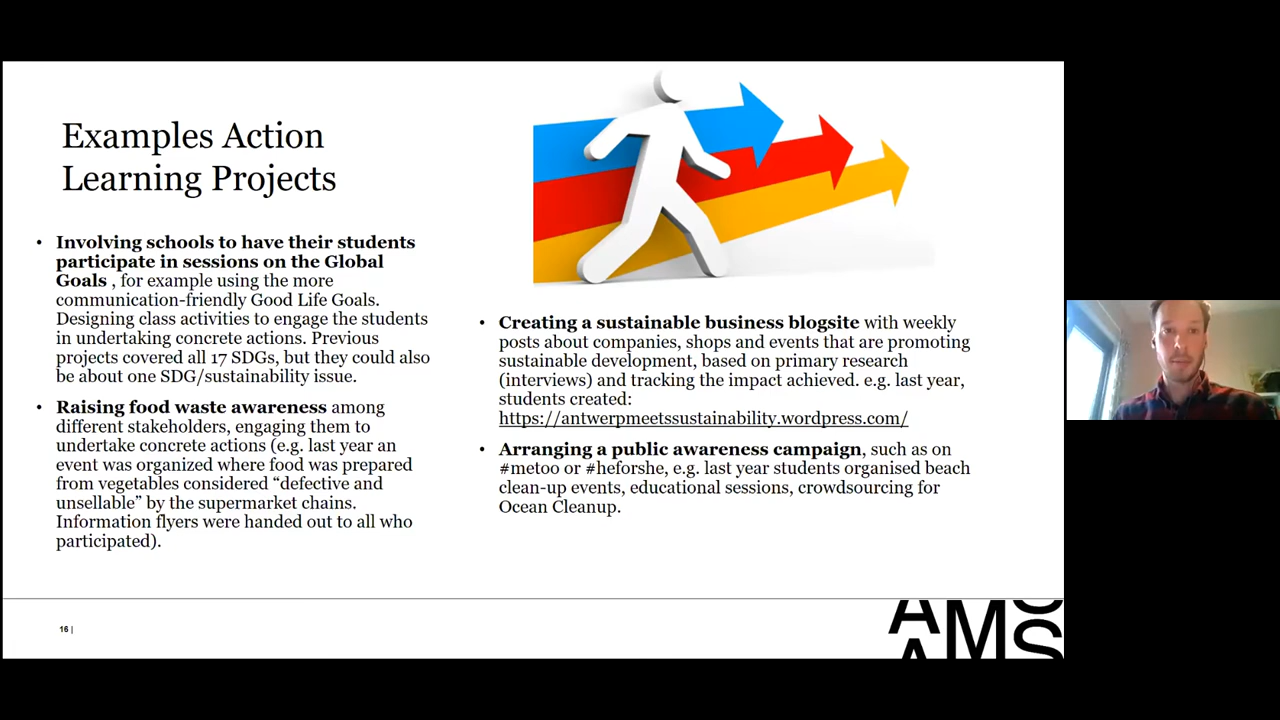 Examples Action
Learning Projects
• Involving schools to have their students
participate in sessions on the Global
Goals , for example using the more
communication-friendly Good Life Goals.
Designing class activities to engage the students
in undertaking concrete actions. Previous
projects covered all 17 SDGs, but they could also
be about one SDG/sustainability issue.
• Raising food waste awareness among
different stakeholders, engaging them to
undertake concrete actions (e.g. last year an
event was organized where food was prepared
from vegetables considered “defective and
unsellable” by the supermarket chains.
Information flyers were handed out to all who
participated).
• Creating a sustainable business blogsite with weekly
posts about companies, shops and events that are promoting
sustainable development, based on primary research
(interviews) and tracking the impact achieved. e.g. last year,
students created:
https://antwerpmeetssustainability.wordpress.com/
• Arranging a public awareness campaign, such as on
#metoo or #heforshe, e.g. last year students organised beach
clean-up events, educational sessions, crowdsourcing for
Ocean Cleanup.
16 |
AMS